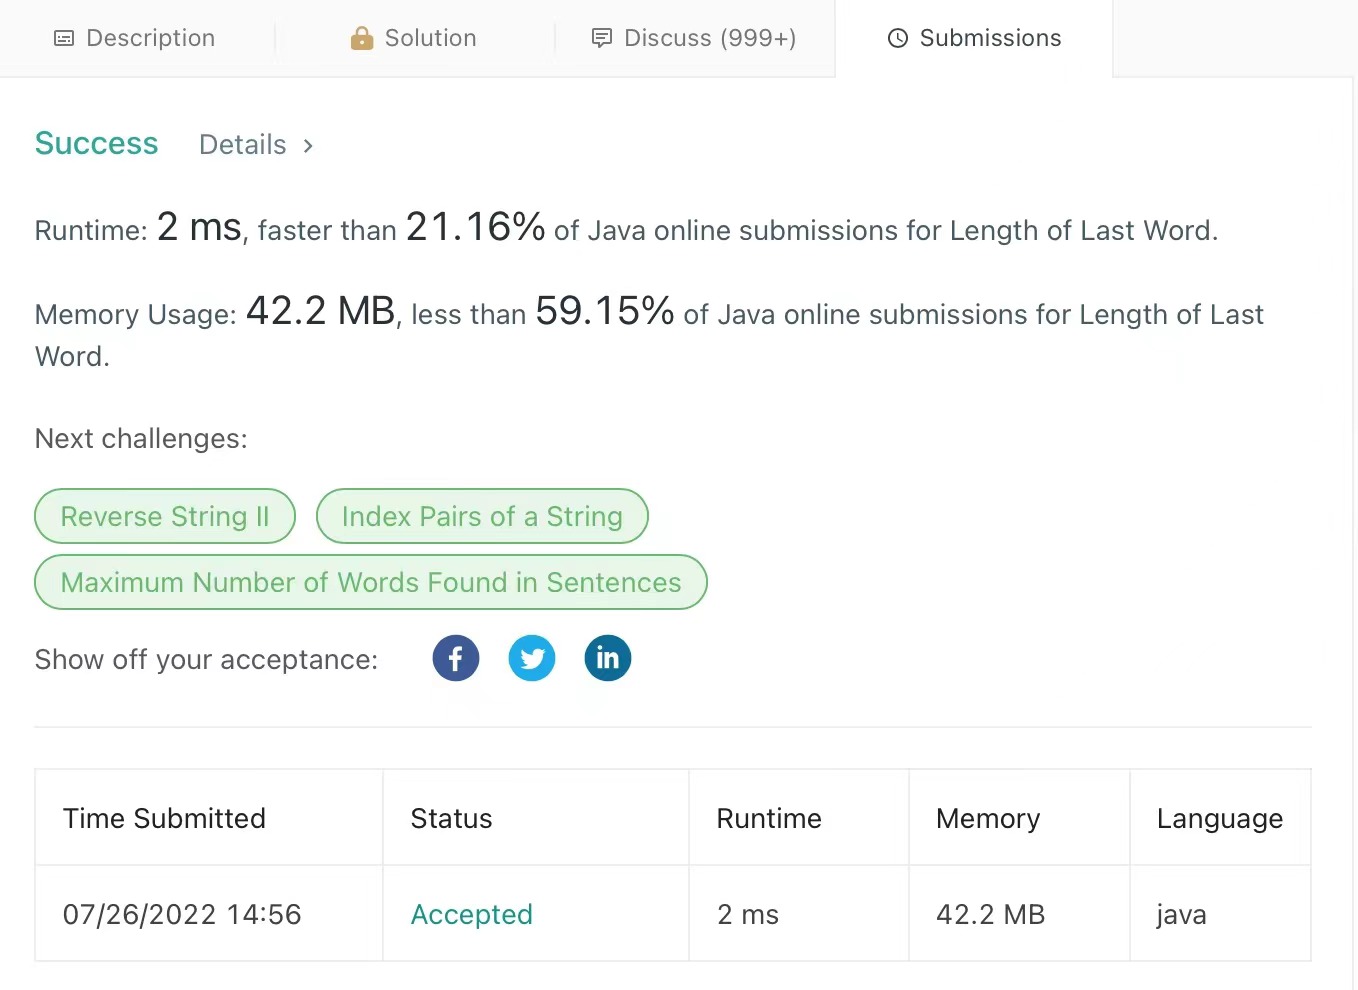 Description Solution Discuss (999+) Submissions
Success Details >
Runtime: 2 ms, faster than 21.16% of Java online submissions for Length of Last Word.
Memory Usage: 42.2 MB, less than 59.15% of Java online submissions for Length of Last
Word.
Next challenges:
Reverse String II Index Pairs of a String
Maximum Number of Words Found in Sentences
Show off your acceptance: f in
Time Submitted Status Runtime Memory Language
07/26/2022 14:56 Accepted 2 ms 42.2 MB java